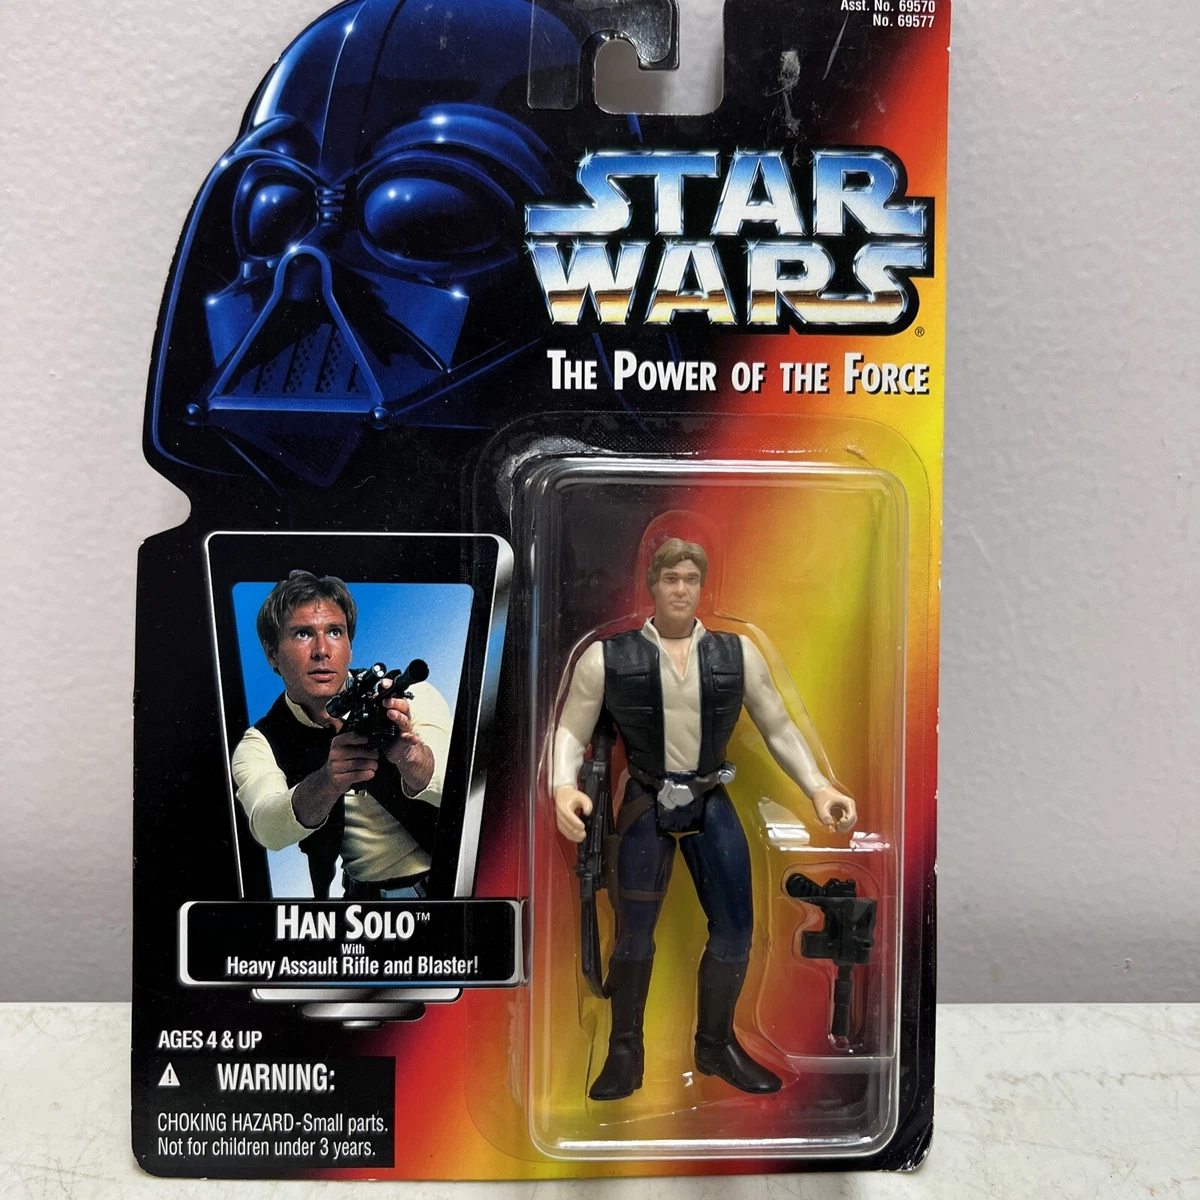 Asst. No. 69570
No. 69577
STAR
WARS®
THE POWER OF THE FORCE
HAN SOLO™
With
Heavy Assault Rifle and Blaster!
AGES 4 & UP
WARNING:
CHOKING HAZARD-Small parts.
Not for children under 3 years.